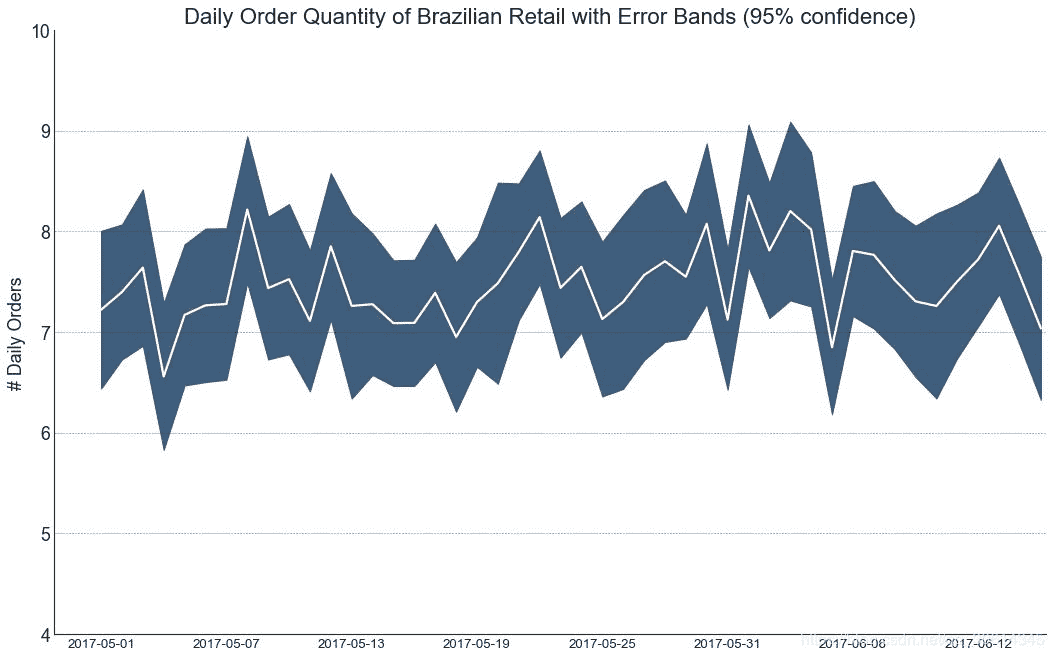 Daily Order Quantity of Brazilian Retail with Error Bands (95% confidence)
10
9
8
7
6
5
4
# Daily Orders
2017-05-01 2017-05-07 2017-05-13 2017-05-19 2017-05-25 2017-05-31 2017-06-06 2017-06-12